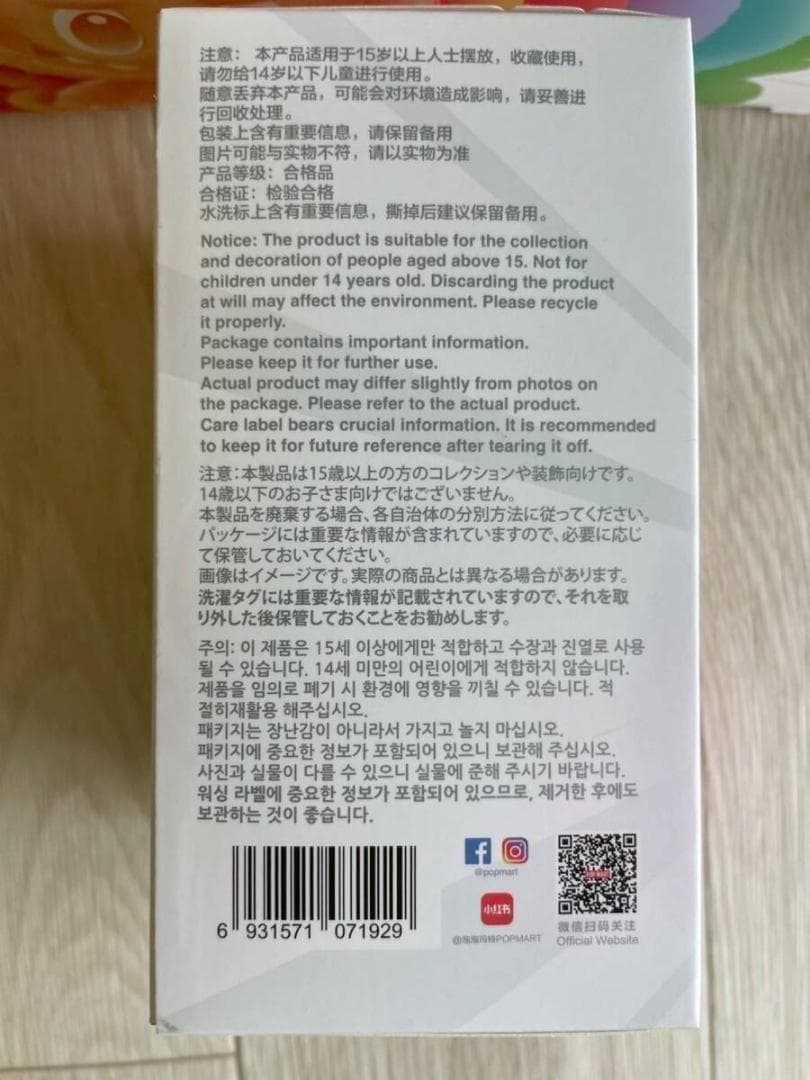 注意： 本产品适用于15岁以上人士摆放，收藏使用，
请勿给14岁以下儿童进行使用。
随意丢弃本产品，可能会对环境造成影响，请妥善进
行回收处理。
包装上含有重要信息，请保留备用
图片可能与实物不符，请以实物为准
产品等级：合格品
合格证：检验合格
水洗标上含有重要信息，撕掉后建议保留备用。
Notice: The product is suitable for the collection
and decoration of people aged above 15. Not for
children under 14 years old. Discarding the product
at will may affect the environment. Please recycle
it properly.
Package contains important information.
Please keep it for further use.
Actual product may differ slightly from photos on
the package. Please refer to the actual product.
Care label bears crucial information. It is recommended
to keep it for future reference after tearing it off.
注意：本製品は15歳以上の方のコレクションや装飾向けです。
14歳以下のお子さま向けではございません。
本製品を廃棄する場合、各自治体の分別方法に従ってください。
パッケージには重要な情報が含まれていますので、必要に応じ
て保管しておいてください。
画像はイメージです。実際の商品とは異なる場合があります。
洗濯タグには重要な情報が記載されていますので、それを取
り外した後保管しておくことをお勧めします。
주의: 이 제품은 15세 이상에게만 적합하고 수장과 진열로 사용
될 수 있습니다. 14세 미만의 어린이에게 적합하지 않습니다.
제품을 임의로 폐기 시 환경에 영향을 끼칠 수 있습니다. 적
절히재활용 해주십시오.
패키지는 장난감이 아니라서 가지고 놀지 마십시오.
패키지에 중요한 정보가 포함되어 있으니 보관해 주십시오.
사진과 실물이 다를 수 있으니 실물에 준해 주시기 바랍니다.
워싱 라벨에 중요한 정보가 포함되어 있으므로, 제거한 후에도
보관하는 것이 좋습니다.
@popmart
小红书
@泡泡玛特POPMART
POP MART
微信扫码关注
Official Website
6 931571 071929